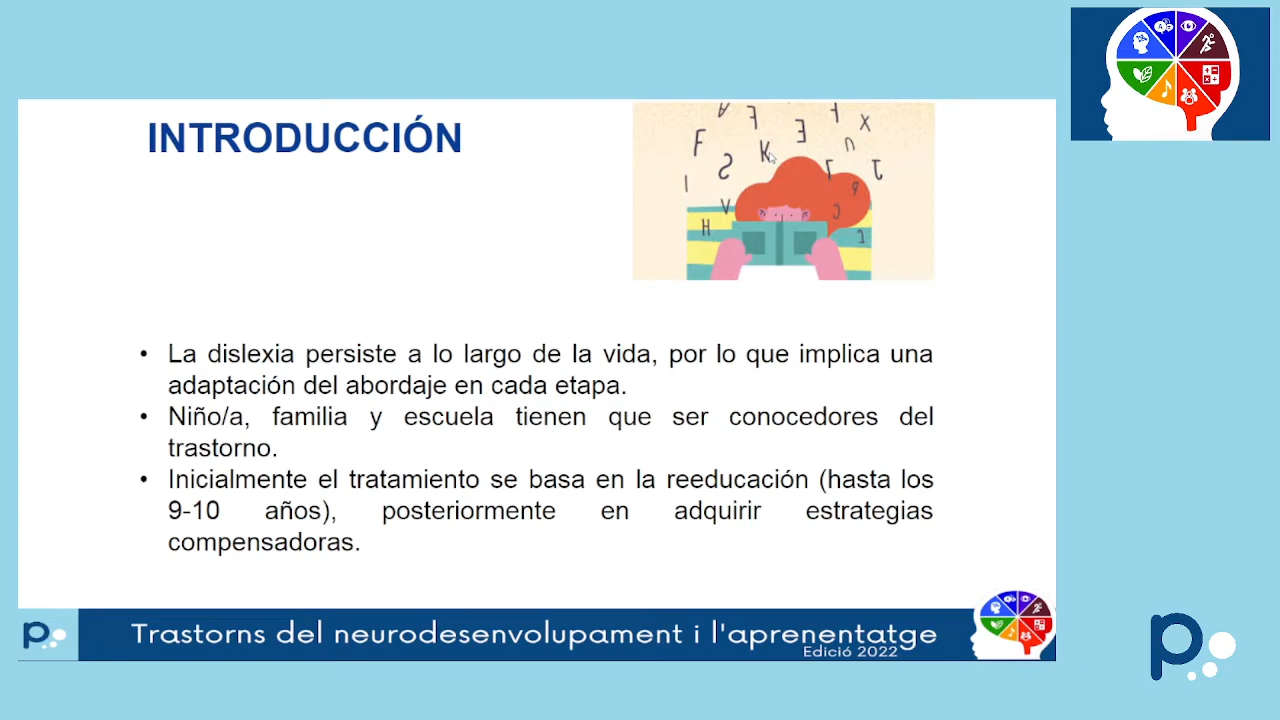 INTRODUCCIÓN
• La dislexia persiste a lo largo de la vida, por lo que implica una
adaptación del abordaje en cada etapa.
• Niño/a, familia y escuela tienen que ser conocedores del
trastorno.
• Inicialmente el tratamiento se basa en la reeducación (hasta los
9-10 años), posteriormente en adquirir estrategias
compensadoras.
Trastorns del neurodesenvolupament i l'aprenentatge
Edició 2022